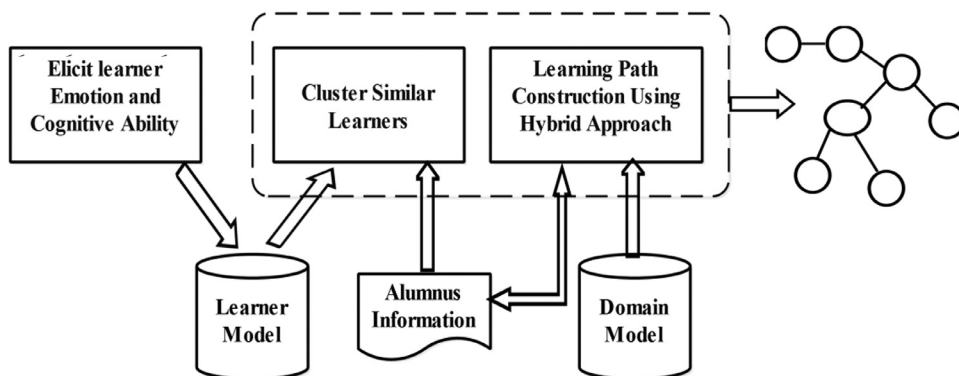 Elicit learner
Emotion and
Cognitive Ability
Cluster Similar
Learners
Learning Path
Construction Using
Hybrid Approach
Learner
Model
Alumnus
Information
Domain
Model